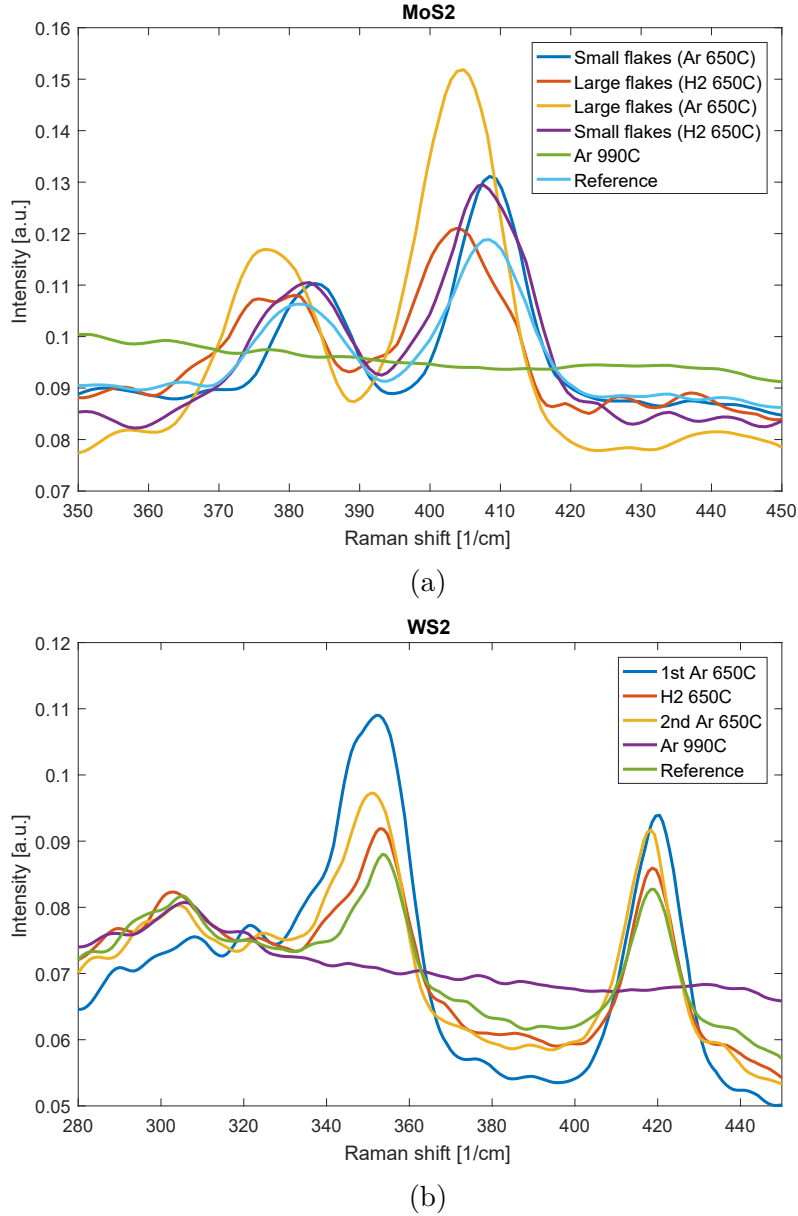 MoS2
0.16
0.15
0.14
0.13
0.12
0.11
0.1
0.09
0.08
0.07
Intensity [a.u.]
Small flakes (Ar 650C)
Large flakes (H2 650C)
Large flakes (Ar 650C)
Small flakes (H2 650C)
Ar 990C
Reference
350 360 370 380 390 400 410 420 430 440 450
Raman shift [1/cm]
(a)
WS2
0.12
0.11
0.1
0.09
0.08
0.07
0.06
0.05
Intensity [a.u.]
1st Ar 650C
H2 650C
2nd Ar 650C
Ar 990C
Reference
280 300 320 340 360 380 400 420 440
Raman shift [1/cm]
(b)